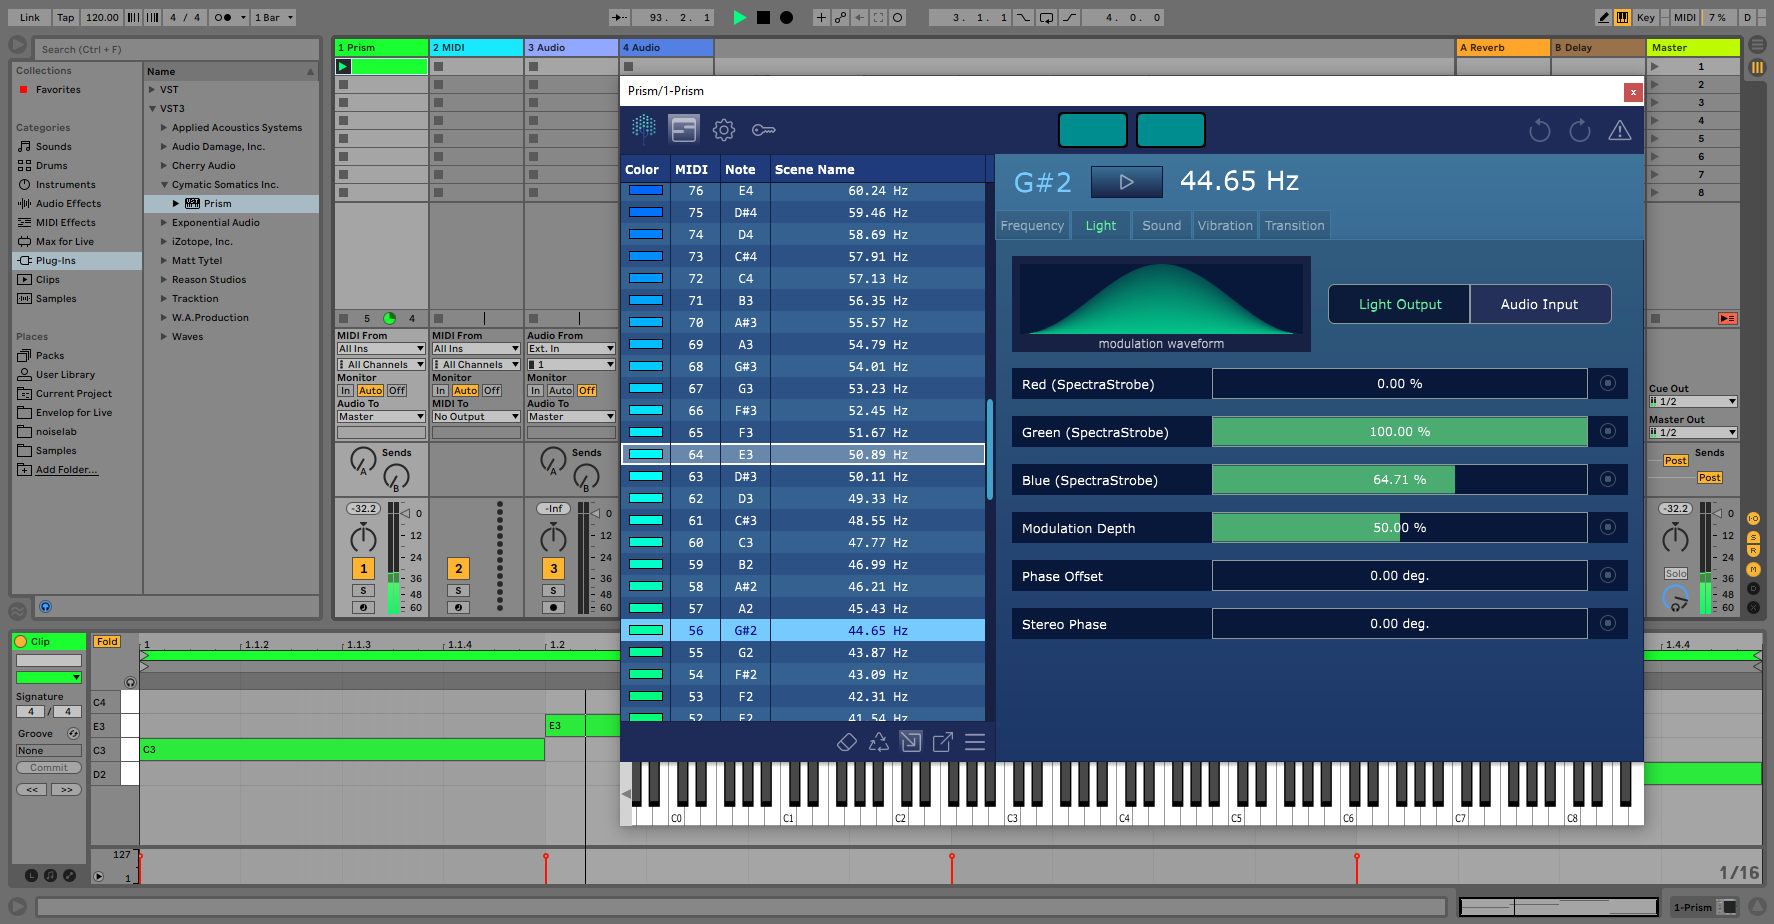 Link Tap 120.00 4 / 4 1 Bar 93. 2. 1 3. 1. 1 4. 0. 0 Key MIDI 7 % D
Search (Ctrl + F)
Collections
Favorites
Categories
Sounds
Drums
Instruments
Audio Effects
MIDI Effects
Max for Live
Plug-Ins
Clips
Samples
Places
Packs
User Library
Current Project
Envelop for Live
noiselab
Samples
Add Folder...
Name
VST
VST3
Applied Acoustics Systems
Audio Damage, Inc.
Cherry Audio
Cymatic Somatics Inc.
Prism
Exponential Audio
iZotope, Inc.
Matt Tytel
Reason Studios
Tracktion
W.A.Production
Waves
1 Prism 2 MIDI 3 Audio 4 Audio A Reverb B Delay Master
1
2
3
4
5
6
7
8
5 4
MIDI From
All Ins
All Channels
Monitor
In Auto Off
Audio To
Master
Sends
A
B
-32.2
0
12
24
36
48
60
1
S
MIDI From
All Ins
All Channels
Monitor
In Auto Off
MIDI To
No Output
2
S
Audio From
Ext. In
1
Monitor
In Auto Off
Audio To
Master
Sends
A
B
-Inf
0
12
24
36
48
60
3
S
Prism/1-Prism
x
Color MIDI Note Scene Name
76 E4 60.24 Hz
75 D#4 59.46 Hz
74 D4 58.69 Hz
73 C#4 57.91 Hz
72 C4 57.13 Hz
71 B3 56.35 Hz
70 A#3 55.57 Hz
69 A3 54.79 Hz
68 G#3 54.01 Hz
67 G3 53.23 Hz
66 F#3 52.45 Hz
65 F3 51.67 Hz
64 E3 50.89 Hz
63 D#3 50.11 Hz
62 D3 49.33 Hz
61 C#3 48.55 Hz
60 C3 47.77 Hz
59 B2 46.99 Hz
58 A#2 46.21 Hz
57 A2 45.43 Hz
56 G#2 44.65 Hz
55 G2 43.87 Hz
54 F#2 43.09 Hz
53 F2 42.31 Hz
52 E2 41.54 Hz
G#2 44.65 Hz
Frequency Light Sound Vibration Transition
modulation waveform
Light Output Audio Input
Red (SpectraStrobe) 0.00 %
Green (SpectraStrobe) 100.00 %
Blue (SpectraStrobe) 64.71 %
Modulation Depth 50.00 %
Phase Offset 0.00 deg.
Stereo Phase 0.00 deg.
C0 C1 C2 C3 C4 C5 C6 C7 C8
Cue Out
1/2
Master Out
1/2
Sends
Post
Post
-32.2
0
12
24
36
48
60
Solo
I-O
S
R
M
D
X
Clip
Signature
4 / 4
Groove
None
Commit
<< >>
Fold
1 1.1.2 1.1.3 1.1.4 1.2 1.4.4
C4
E3 E3
C3 C3
D2
127
1
1/16
1-Prism